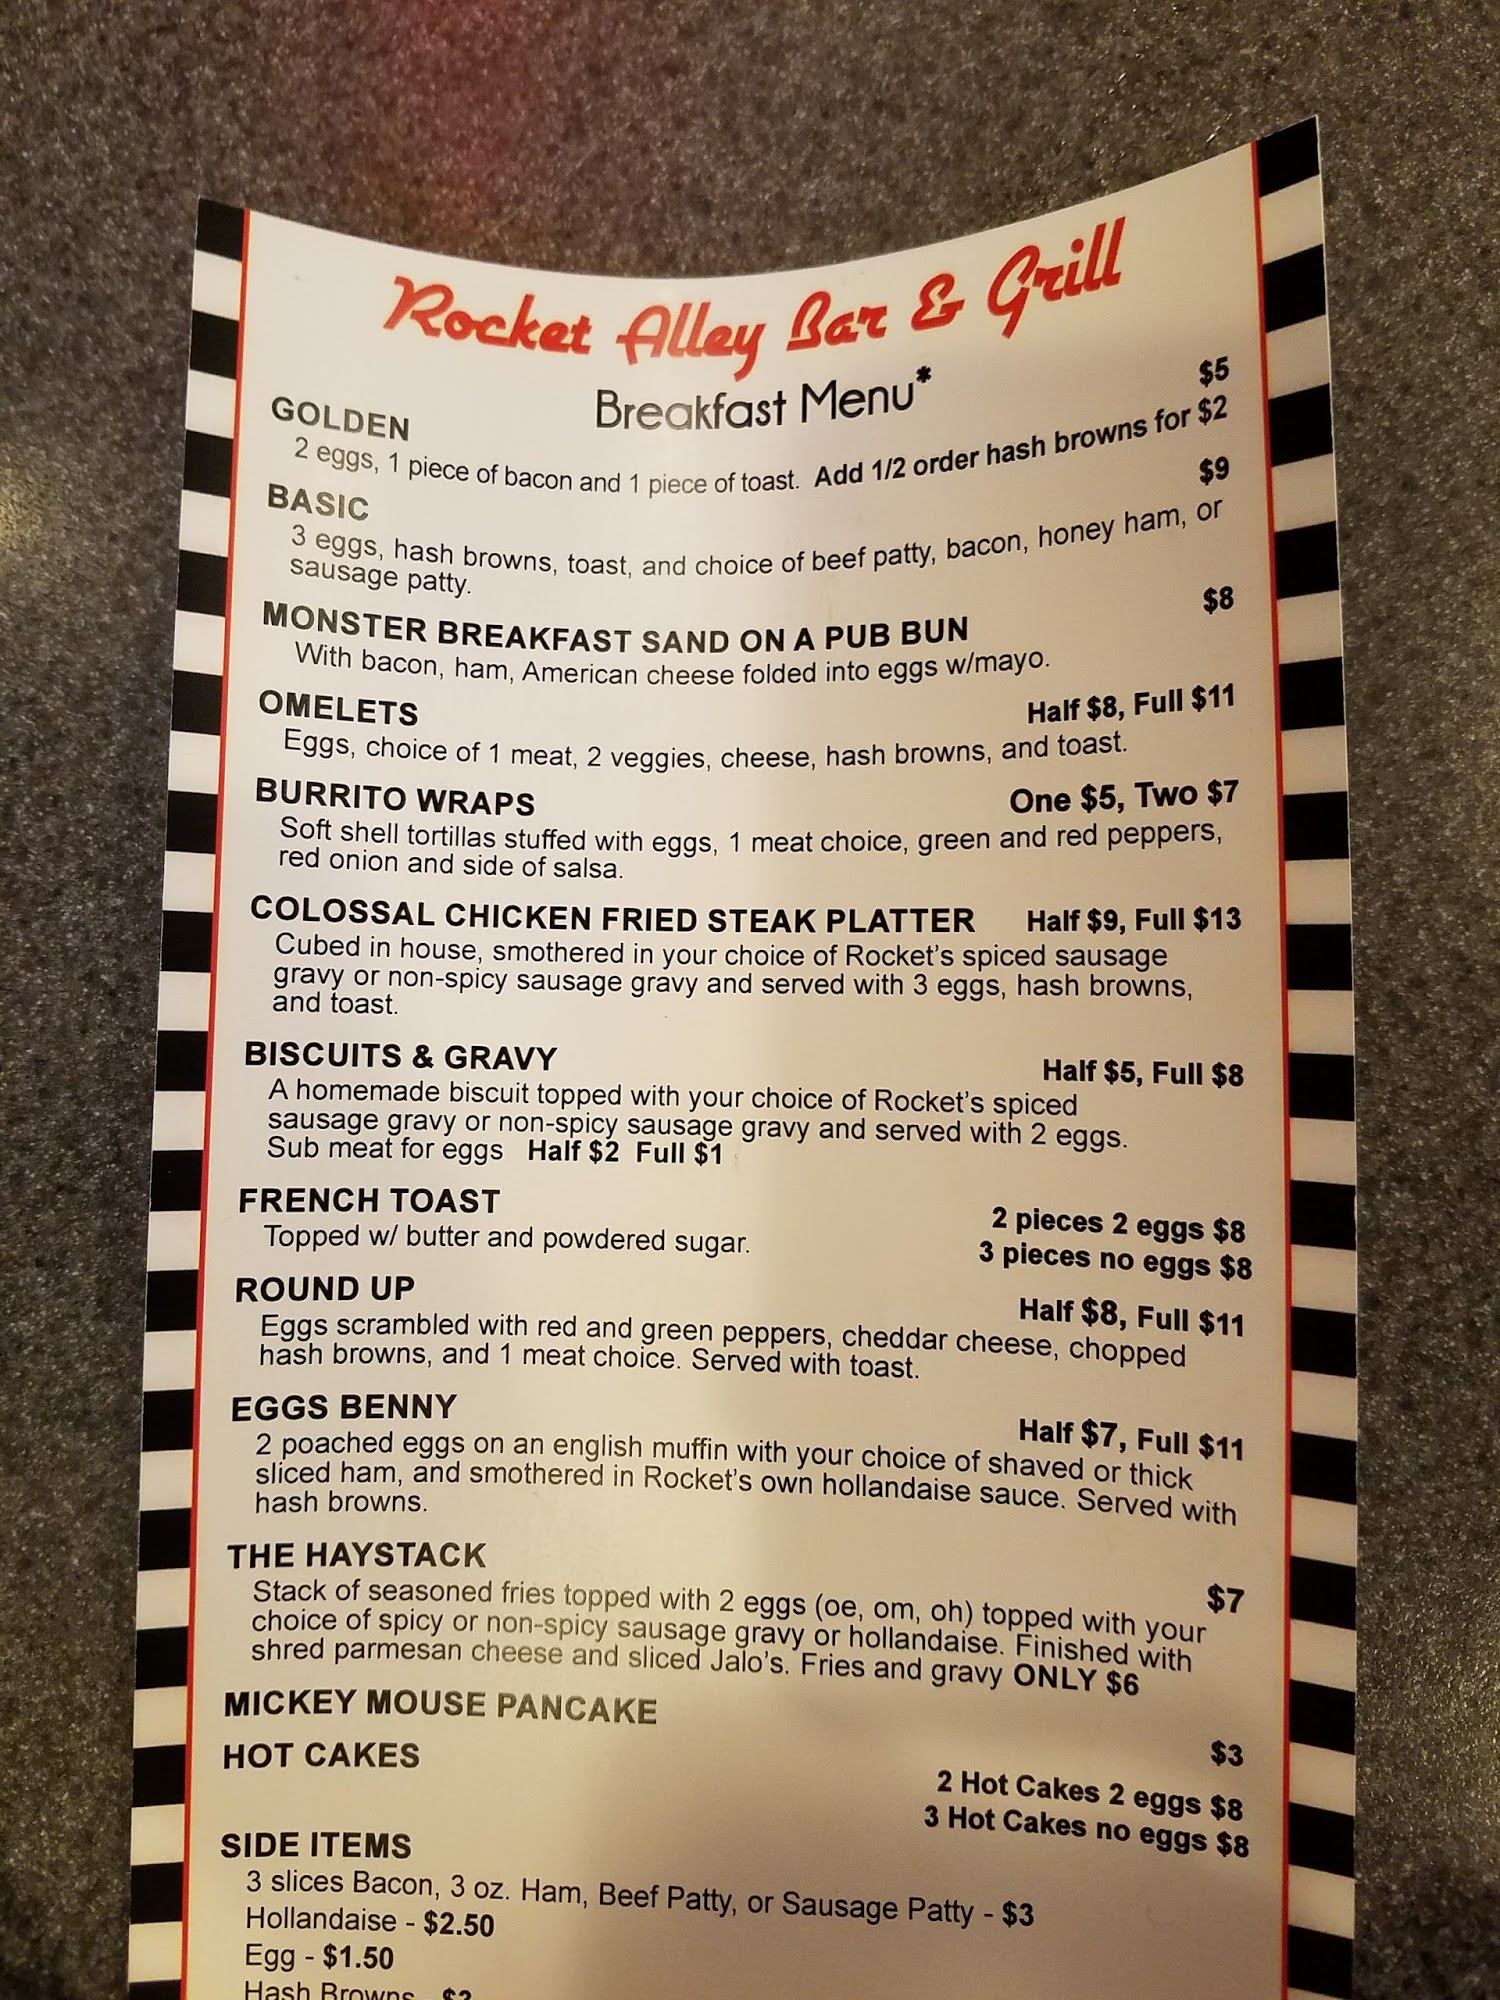 Rocket Alley Bar & Grill
Breakfast Menu*
GOLDEN $5
2 eggs, 1 piece of bacon and 1 piece of toast. Add 1/2 order hash browns for $2
BASIC $9
3 eggs, hash browns, toast, and choice of beef patty, bacon, honey ham, or
sausage patty.
MONSTER BREAKFAST SAND ON A PUB BUN $8
With bacon, ham, American cheese folded into eggs w/mayo.
OMELETS Half $8, Full $11
Eggs, choice of 1 meat, 2 veggies, cheese, hash browns, and toast.
BURRITO WRAPS One $5, Two $7
Soft shell tortillas stuffed with eggs, 1 meat choice, green and red peppers,
red onion and side of salsa.
COLOSSAL CHICKEN FRIED STEAK PLATTER Half $9, Full $13
Cubed in house, smothered in your choice of Rocket's spiced sausage
gravy or non-spicy sausage gravy and served with 3 eggs, hash browns,
and toast.
BISCUITS & GRAVY Half $5, Full $8
A homemade biscuit topped with your choice of Rocket's spiced
sausage gravy or non-spicy sausage gravy and served with 2 eggs.
Sub meat for eggs Half $2 Full $1
FRENCH TOAST 2 pieces 2 eggs $8
Topped w/ butter and powdered sugar. 3 pieces no eggs $8
ROUND UP Half $8, Full $11
Eggs scrambled with red and green peppers, cheddar cheese, chopped
hash browns, and 1 meat choice. Served with toast.
EGGS BENNY Half $7, Full $11
2 poached eggs on an english muffin with your choice of shaved or thick
sliced ham, and smothered in Rocket's own hollandaise sauce. Served with
hash browns.
THE HAYSTACK $7
Stack of seasoned fries topped with 2 eggs (oe, om, oh) topped with your
choice of spicy or non-spicy sausage gravy or hollandaise. Finished with
shred parmesan cheese and sliced Jalo's. Fries and gravy ONLY $6
MICKEY MOUSE PANCAKE $3
HOT CAKES 2 Hot Cakes 2 eggs $8
3 Hot Cakes no eggs $8
SIDE ITEMS
3 slices Bacon, 3 oz. Ham, Beef Patty, or Sausage Patty - $3
Hollandaise - $2.50
Egg - $1.50
Hash Browns